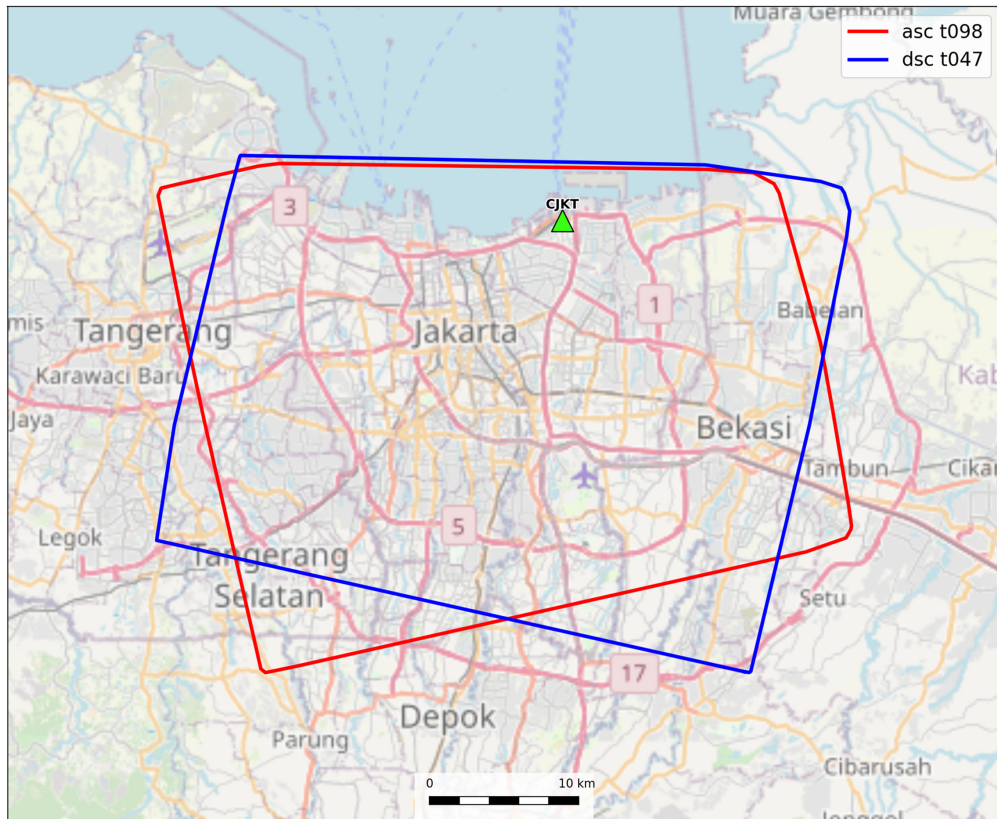 Muara Gembong
asc t098
dsc t047
CJKT
3
1
mis
Tangerang
Jakarta
Babelan
Karawaci Baru
Kab
Jaya
Bekasi
Tambun
Cikar
5
Legok
Tangerang
Selatan
Setu
17
Depok
Parung
Cibarusah
0
10 km
Jonggol